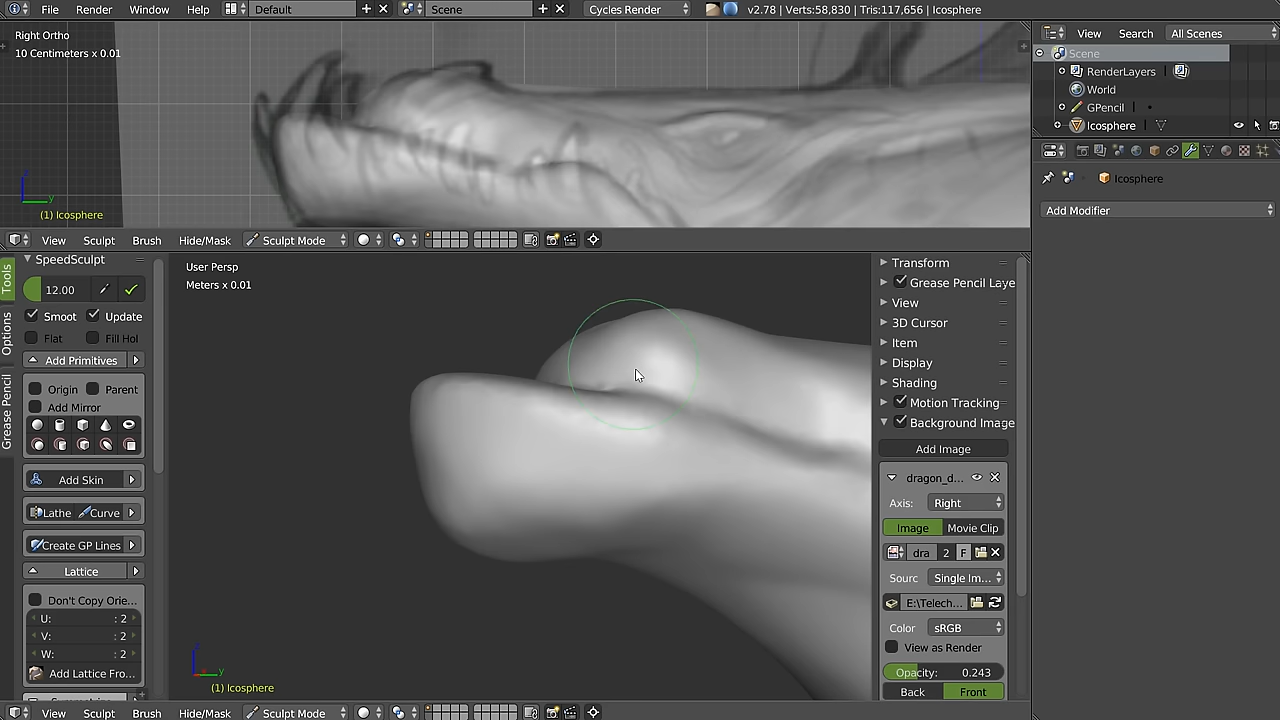 File Render Window Help Default Scene Cycles Render v2.78 | Verts:58,830 | Tris:117,656 | Icosphere
Right Ortho
10 Centimeters x 0.01
(1) Icosphere
View Sculpt Brush Hide/Mask Sculpt Mode
Tools
Options
Grease Pencil
SpeedSculpt
12.00
Smoot Update
Flat Fill Hol
Add Primitives
Origin Parent
Add Mirror
Add Skin
Lathe Curve
Create GP Lines
Lattice
Don't Copy Orie...
U: : 2
V: : 2
W: : 2
Add Lattice Fro...
User Persp
Meters x 0.01
(1) Icosphere
Transform
Grease Pencil Laye
View
3D Cursor
Item
Display
Shading
Motion Tracking
Background Image
Add Image
dragon_d...
Axis: Right
Image Movie Clip
dra 2 F
Sourc Single Im...
E:\Telech...
Color sRGB
View as Render
Opacity: 0.243
Back Front
View Sculpt Brush Hide/Mask Sculpt Mode
View Search All Scenes
Scene
RenderLayers
World
GPencil
Icosphere
Icosphere
Add Modifier